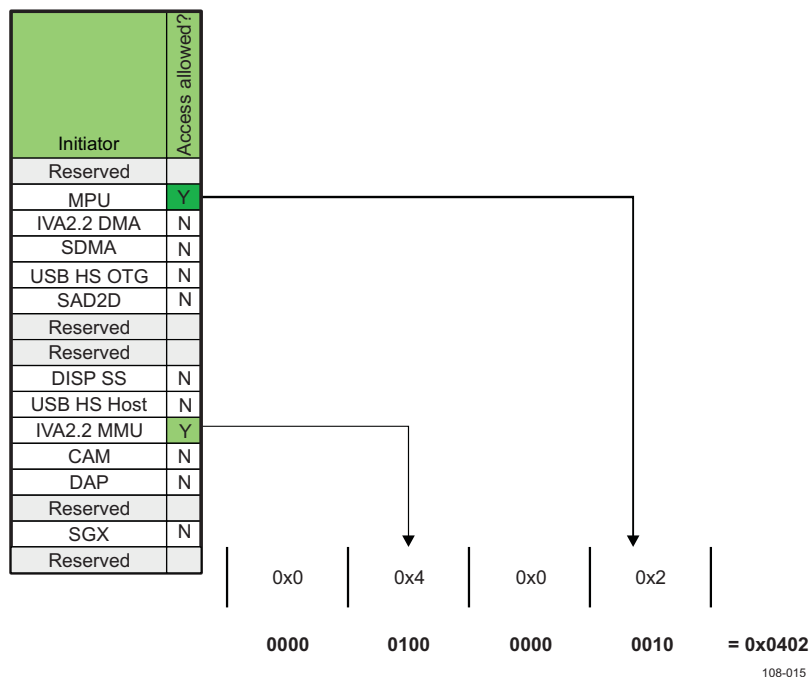 Initiator Access allowed?
Reserved
MPU Y
IVA2.2 DMA N
SDMA N
USB HS OTG N
SAD2D N
Reserved
Reserved
DISP SS N
USB HS Host N
IVA2.2 MMU Y
CAM N
DAP N
Reserved
SGX N
Reserved
0x0 0x4 0x0 0x2
0000 0100 0000 0010 = 0x0402
108-015